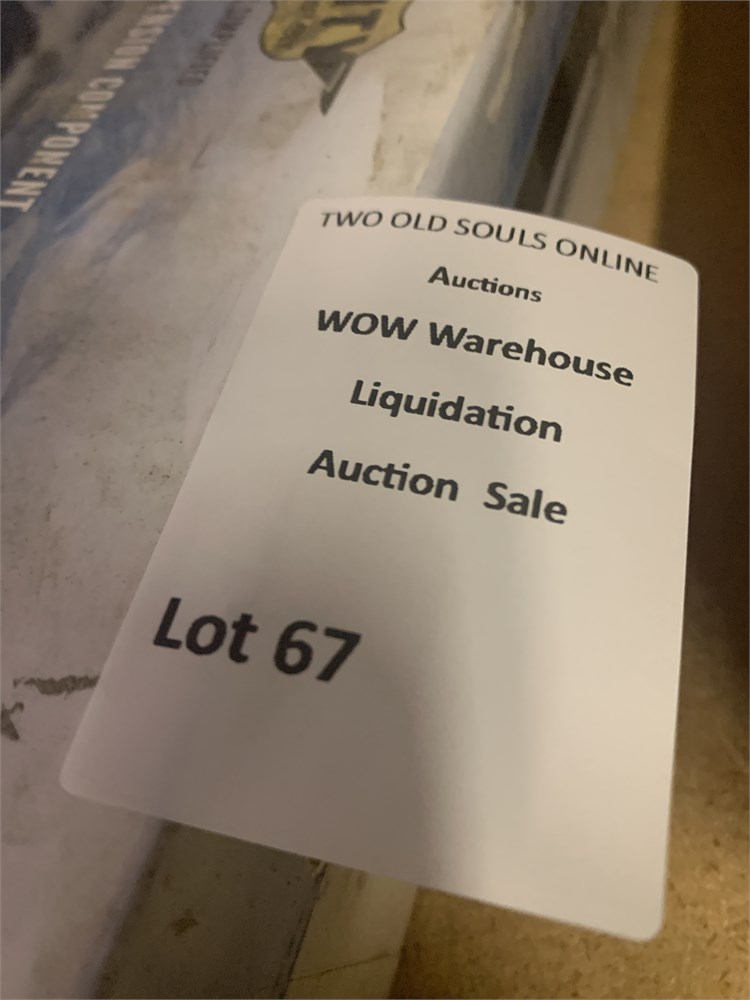 COMPONENT
TWO OLD SOULS ONLINE
Auctions
WOW Warehouse
Liquidation
Auction Sale
Lot 67